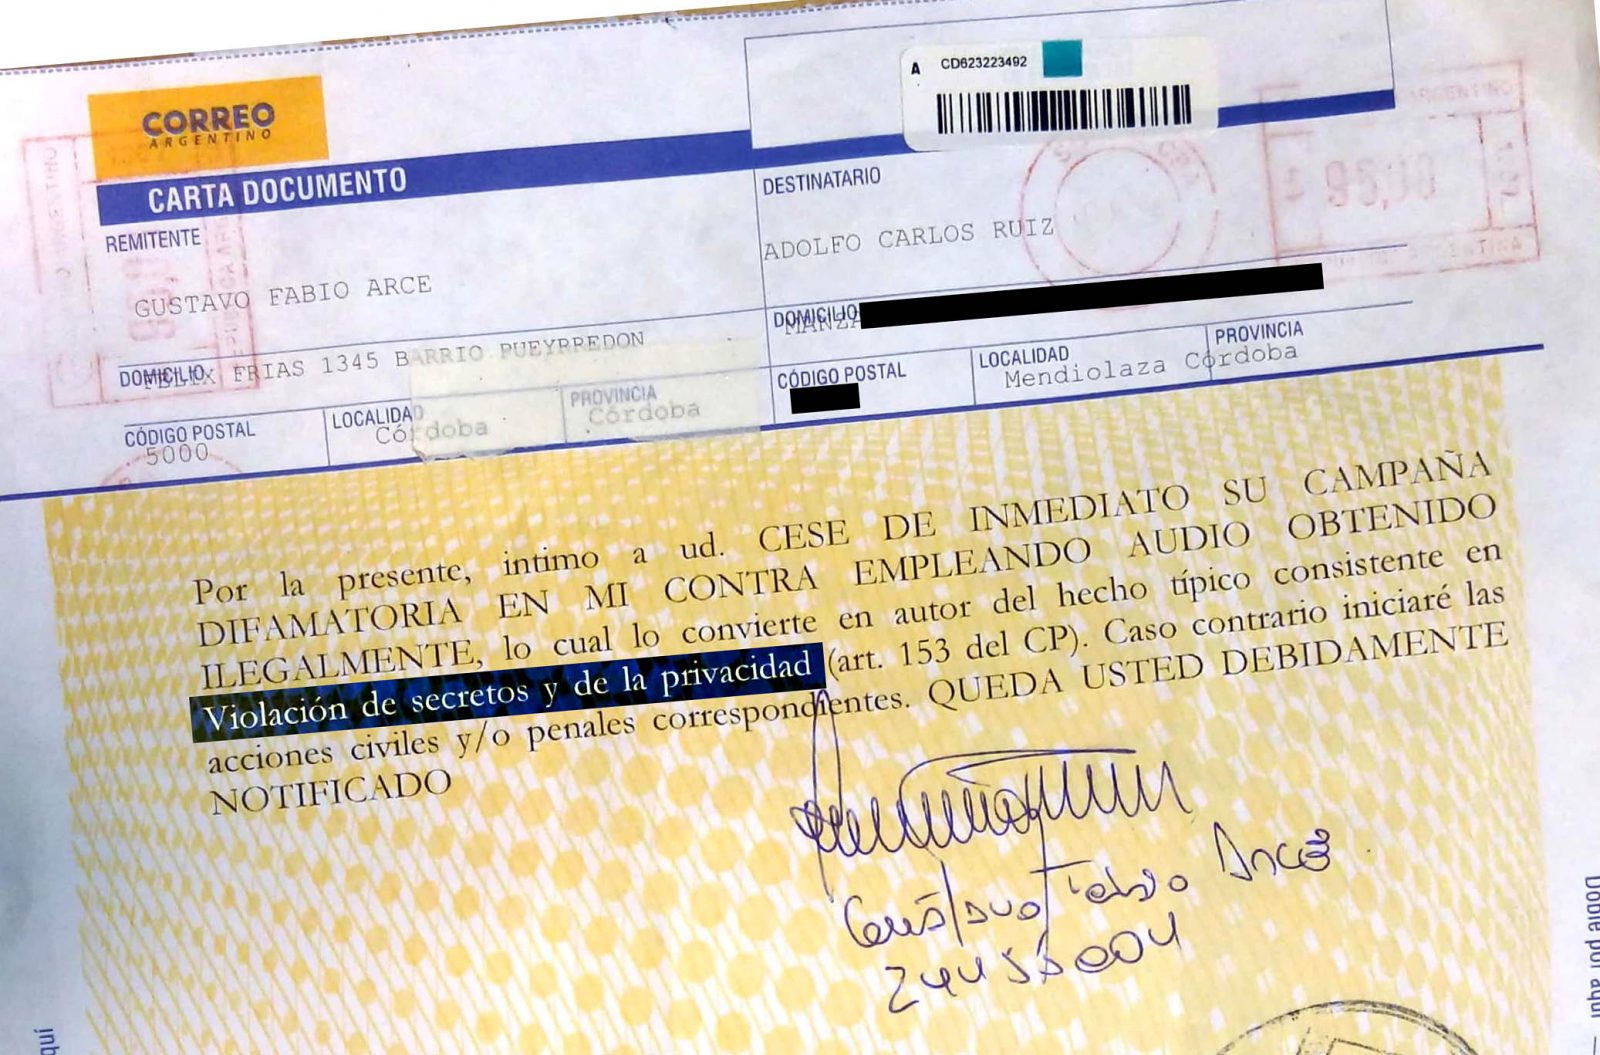 A CD623223492
CORREO
ARGENTINO
CARTA DOCUMENTO
REMITENTE
GUSTAVO FABIO ARCE
DOMICILIO
FELIX FRIAS 1345 BARRIO PUEYRREDON
CÓDIGO POSTAL
5000
LOCALIDAD
Córdoba
PROVINCIA
Córdoba
DESTINATARIO
ADOLFO CARLOS RUIZ
DOMICILIO
CÓDIGO POSTAL
LOCALIDAD
Mendiolaza
PROVINCIA
Córdoba
Por la presente, intimo a ud. CESE DE INMEDIATO SU CAMPAÑA
DIFAMATORIA EN MI CONTRA EMPLEANDO AUDIO OBTENIDO
ILEGALMENTE, lo cual lo convierte en autor del hecho típico consistente en
Violación de secretos y de la privacidad (art. 153 del CP). Caso contrario iniciaré las
acciones civiles y/o penales correspondientes. QUEDA USTED DEBIDAMENTE
NOTIFICADO
Gustavo Fabio Arce
Doble por aquí